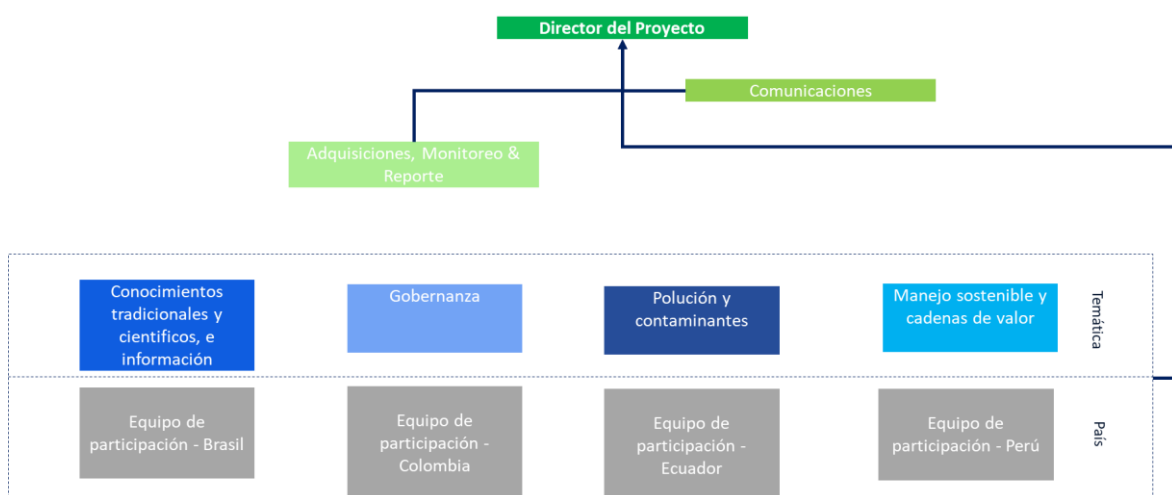 Director del Proyecto
Comunicaciones
Adquisiciones, Monitoreo &
Reporte
Conocimientos
tradicionales y
cientificos, e
información
Gobernanza
Polución y
contaminantes
Manejo sostenible y
cadenas de valor
Temática
Equipo de
participación - Brasil
Equipo de
participación -
Colombia
Equipo de
participación -
Ecuador
Equipo de
participación - Perú
País